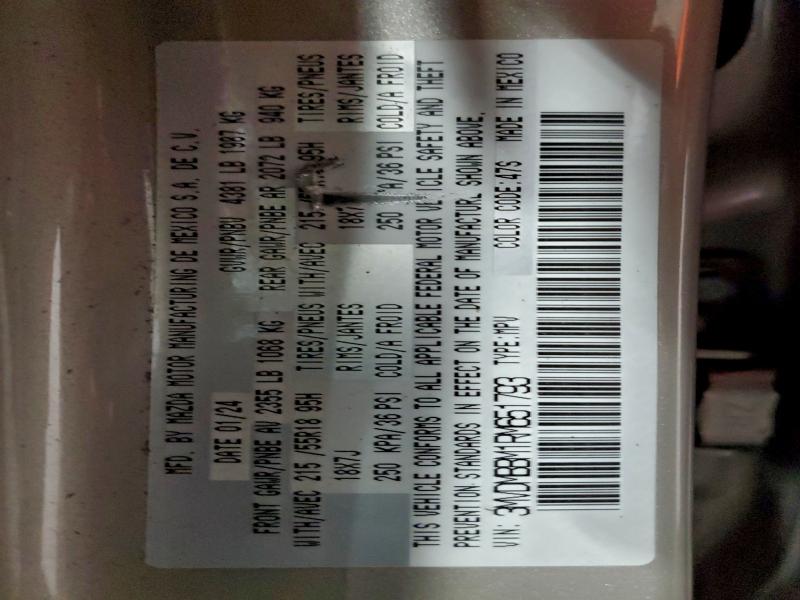 MFD. BY MAZDA MOTOR MANUFACTURING DE MEXICO S.A. DE C.V.
DATE 01/24 GVWR/PNBV 4381 LB 1987 KG
FRONT GAWR/PNBE AV 2355 LB 1068 KG REAR GAWR/PNBE AR 2072 LB 940 KG
WITH/AVEC 215 /55R18 95H TIRES/PNEUS WITH/AVEC 215 95H TIRES/PNEUS
18X7J RIMS/JANTES 18X7J RIMS/JANTES
250 KPA/36 PSI COLD/A FROID 250 /36 PSI COLD/A FROID
THIS VEHICLE CONFORMS TO ALL APPLICABLE FEDERAL MOTOR VEHICLE SAFETY AND THEFT
PREVENTION STANDARDS IN EFFECT ON THE DATE OF MANUFACTURE SHOWN ABOVE.
VIN: 3MVDMBBM1RM651793 TYPE:MPV COLOR CODE:47S MADE IN MEXICO